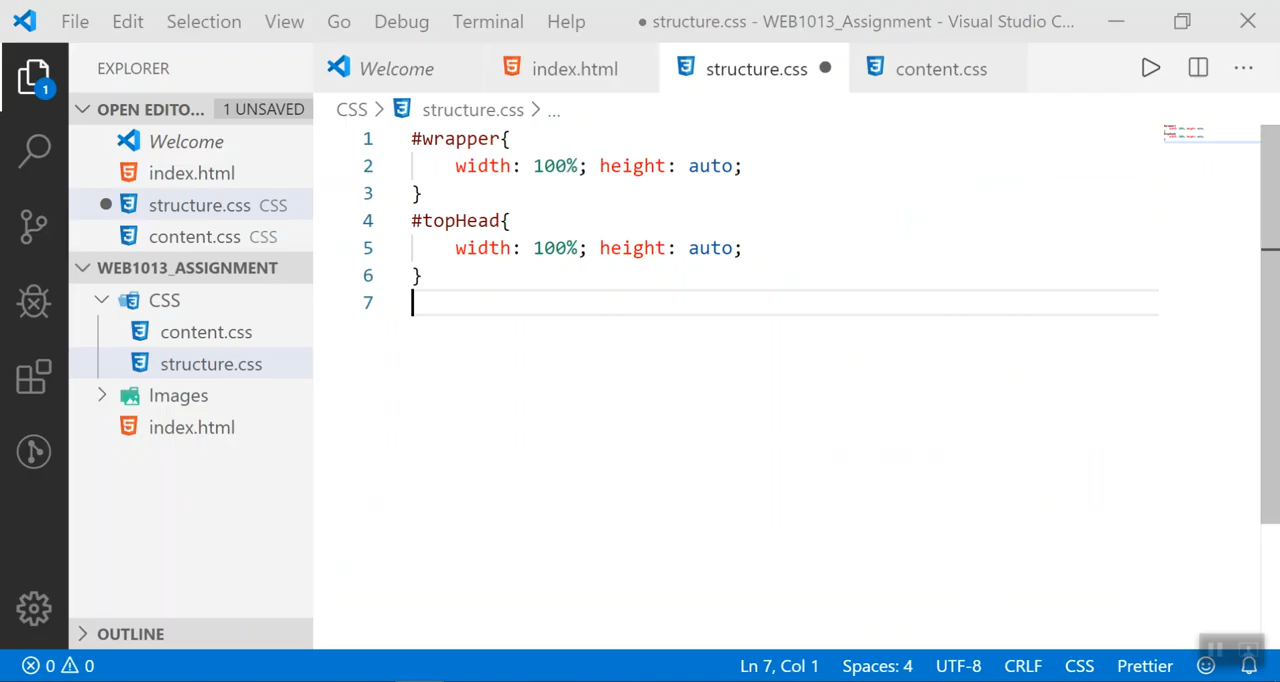 File Edit Selection View Go Debug Terminal Help ● structure.css - WEB1013_Assignment - Visual Studio C...
EXPLORER
OPEN EDITO... 1 UNSAVED
Welcome
index.html
structure.css CSS
content.css CSS
WEB1013_ASSIGNMENT
CSS
content.css
structure.css
Images
index.html
OUTLINE
1
Welcome index.html structure.css ● content.css
CSS > structure.css > ...
1 #wrapper{
2 width: 100%; height: auto;
3 }
4 #topHead{
5 width: 100%; height: auto;
6 }
7
0 0 Ln 7, Col 1 Spaces: 4 UTF-8 CRLF CSS Prettier